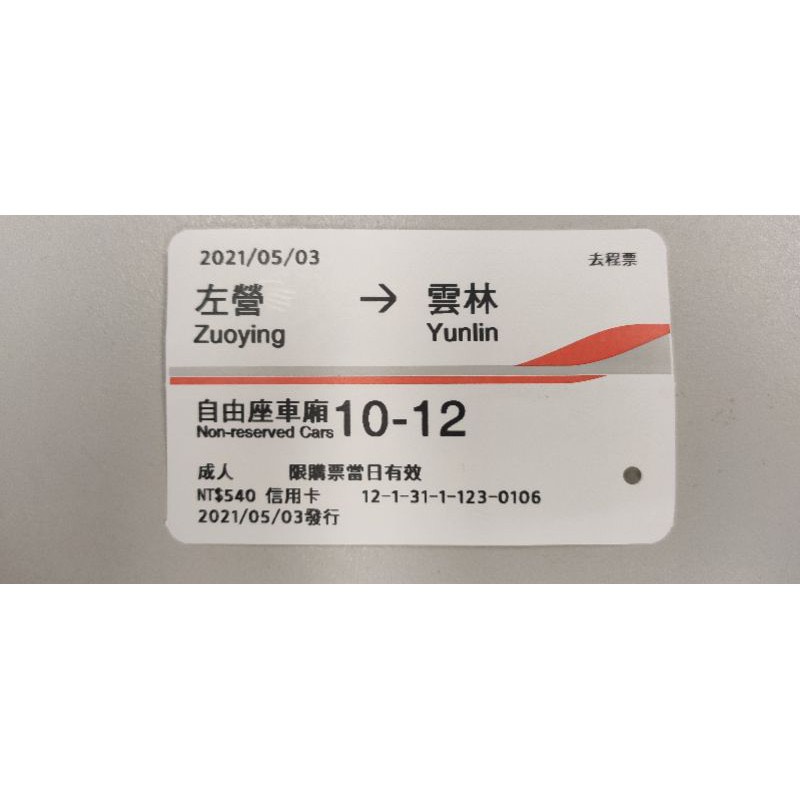 2021/05/03 去程票
左營 → 雲林
Zuoying Yunlin
自由座車廂 10-12
Non-reserved Cars
成人 限購票當日有效
NT$540 信用卡 12-1-31-1-123-0106
2021/05/03發行